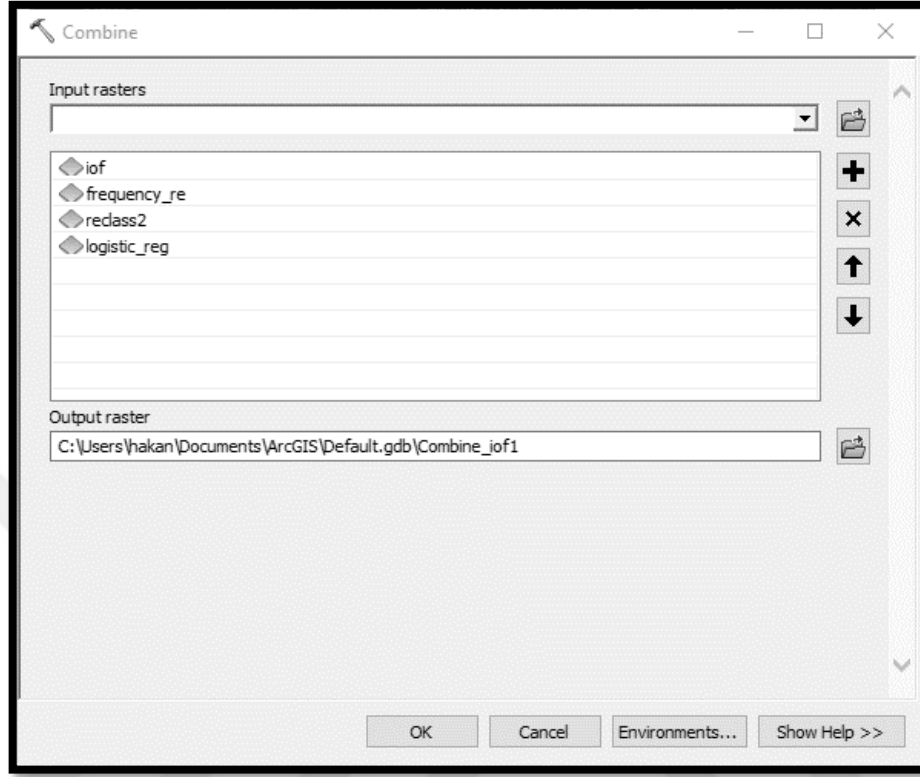 Combine
Input rasters
iof
frequency_re
reclass2
logistic_reg
Output raster
C:\Users\hakan\Documents\ArcGIS\Default.gdb\Combine_iof1
OK Cancel Environments... Show Help >>